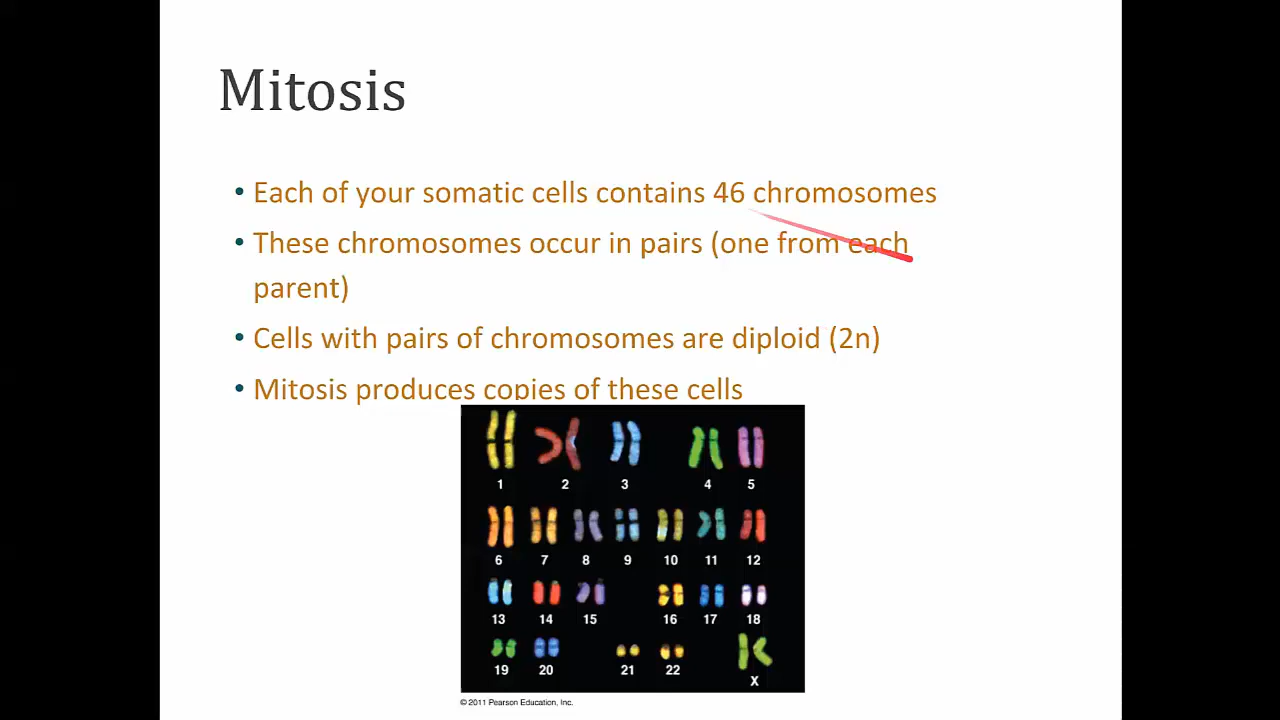 Mitosis
• Each of your somatic cells contains 46 chromosomes
• These chromosomes occur in pairs (one from each
parent)
• Cells with pairs of chromosomes are diploid (2n)
• Mitosis produces copies of these cells
1 2 3 4 5
6 7 8 9 10 11 12
13 14 15 16 17 18
19 20 21 22 X
© 2011 Pearson Education, Inc.